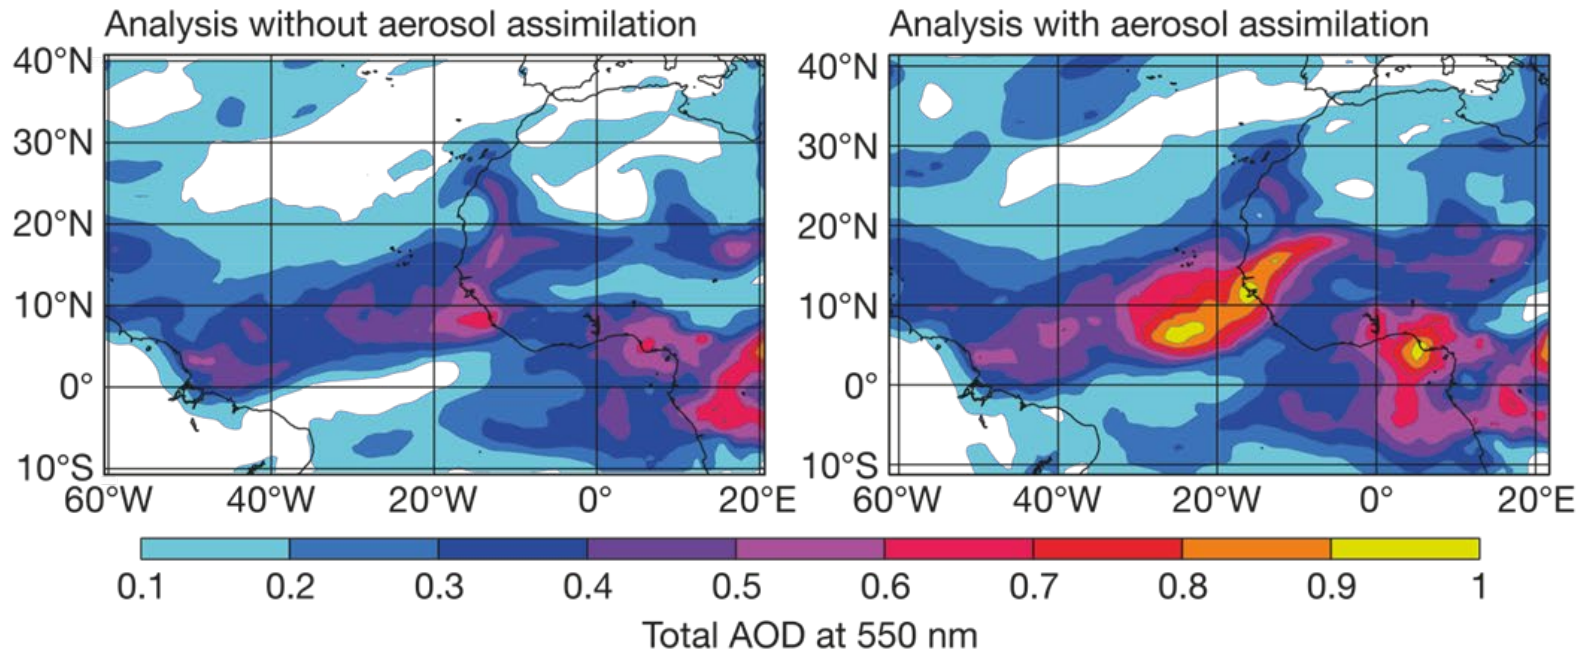 Analysis without aerosol assimilation
40°N
30°N
20°N
10°N
0°
10°S
60°W 40°W 20°W 0° 20°E
Analysis with aerosol assimilation
40°N
30°N
20°N
10°N
0°
10°S
60°W 40°W 20°W 0° 20°E
0.1 0.2 0.3 0.4 0.5 0.6 0.7 0.8 0.9 1
Total AOD at 550 nm